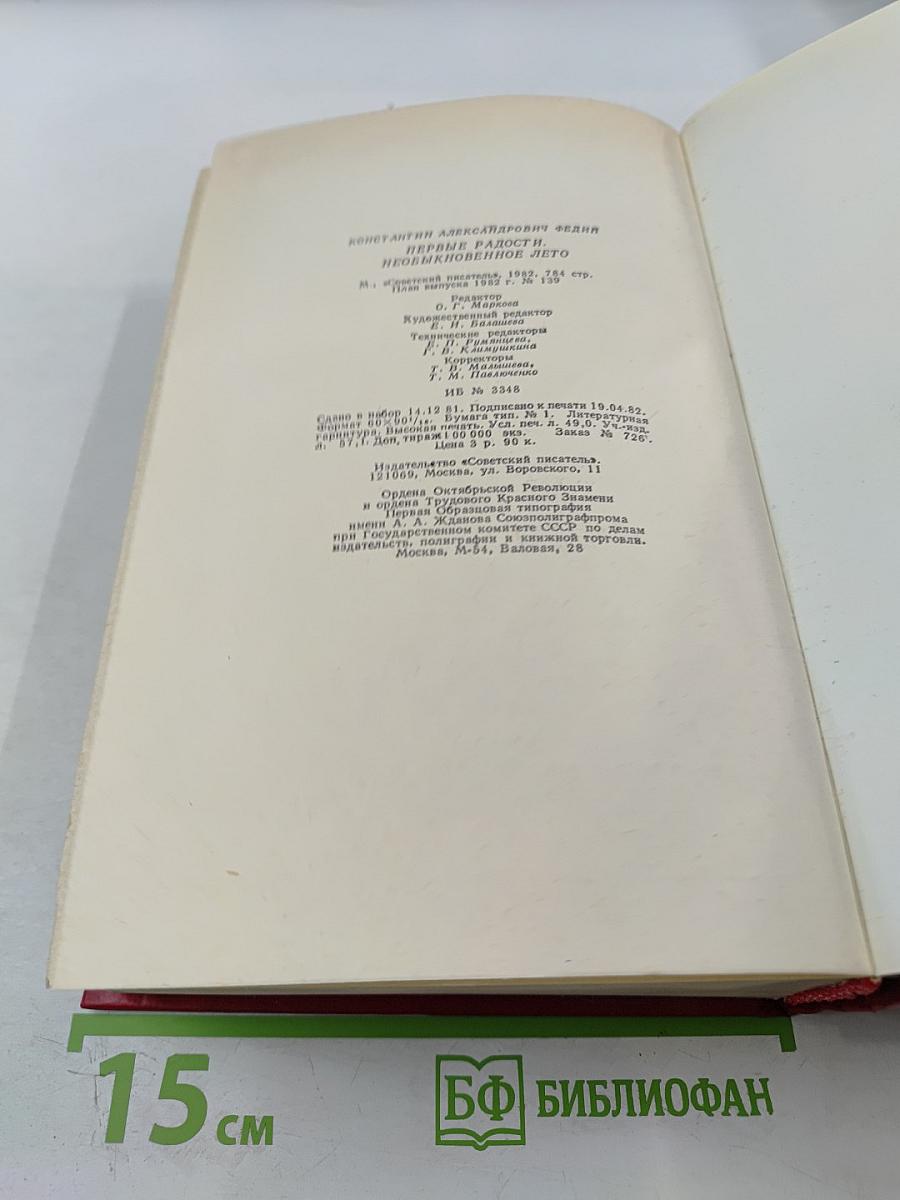 КОНСТАНТИН АЛЕКСАНДРОВИЧ ФЕДИН
ПЕРВЫЕ РАДОСТИ.
НЕОБЫКНОВЕННОЕ ЛЕТО
М., «Советский писатель», 1982, 784 стр.
План выпуска 1982 г. № 139
Редактор
О. Г. Маркова
Художественный редактор
Е. И. Балашева
Технические редакторы
Е. П. Румянцева,
Г. В. Климушкина
Корректоры
Т. В. Малышева,
Т. М. Павлюченко
ИБ № 3348
Сдано в набор 14.12 81. Подписано к печати 19.04.82.
Формат 60×90¹/₁₆. Бумага тип. № 1. Литературная
гарнитура. Высокая печать. Усл. печ. л. 49,0. Уч.-изд.
л. 57,1. Доп. тираж 100 000 экз. Заказ № 726.
Цена 3 р. 90 к.
Издательство «Советский писатель».
121069, Москва, ул. Воровского, 11
Ордена Октябрьской Революции
и ордена Трудового Красного Знамени
Первая Образцовая типография
имени А. А. Жданова Союзполиграфпрома
при Государственном комитете СССР по делам
издательств, полиграфии и книжной торговли.
Москва, М-54, Валовая, 28
15 см
БФ БИБЛИОФАН